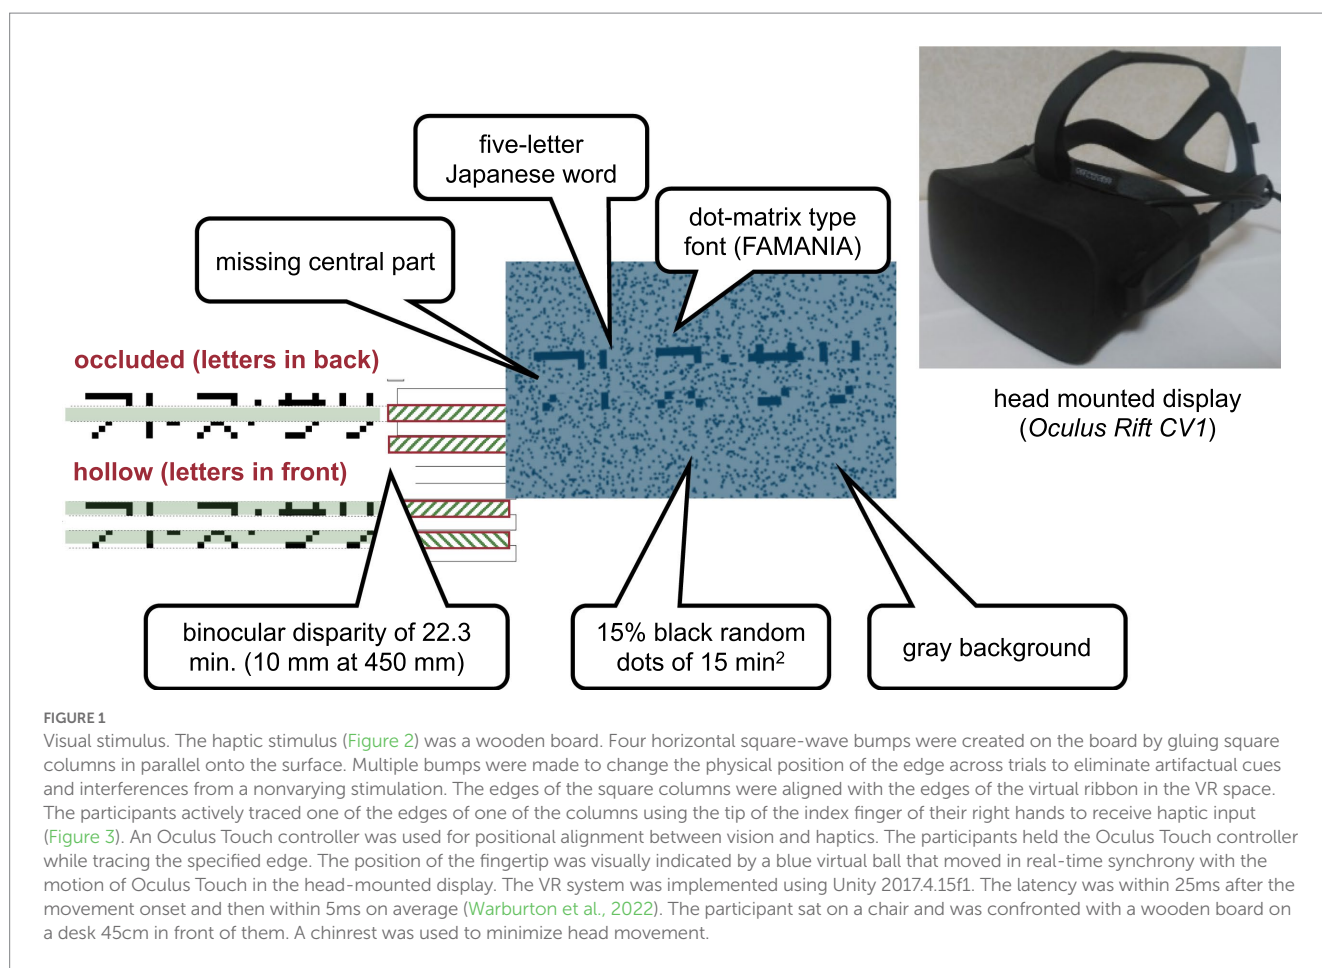 five-letter
Japanese word
dot-matrix type
font (FAMANIA)
missing central part
occluded (letters in back)
hollow (letters in front)
head mounted display
(Oculus Rift CV1)
binocular disparity of 22.3
min. (10 mm at 450 mm)
15% black random
dots of 15 min²
gray background
FIGURE 1
Visual stimulus. The haptic stimulus (Figure 2) was a wooden board. Four horizontal square-wave bumps were created on the board by gluing square
columns in parallel onto the surface. Multiple bumps were made to change the physical position of the edge across trials to eliminate artifactual cues
and interferences from a nonvarying stimulation. The edges of the square columns were aligned with the edges of the virtual ribbon in the VR space.
The participants actively traced one of the edges of one of the columns using the tip of the index finger of their right hands to receive haptic input
(Figure 3). An Oculus Touch controller was used for positional alignment between vision and haptics. The participants held the Oculus Touch controller
while tracing the specified edge. The position of the fingertip was visually indicated by a blue virtual ball that moved in real-time synchrony with the
motion of Oculus Touch in the head-mounted display. The VR system was implemented using Unity 2017.4.15f1. The latency was within 25ms after the
movement onset and then within 5ms on average (Warburton et al., 2022). The participant sat on a chair and was confronted with a wooden board on
a desk 45cm in front of them. A chinrest was used to minimize head movement.